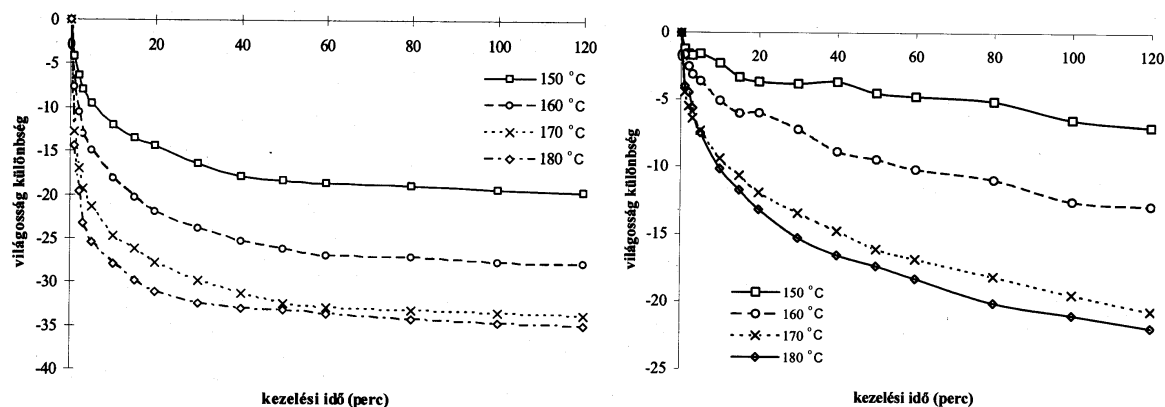 0
-5
-10
-15
-20
-25
-30
-35
-40
0 20 40 60 80 100 120
150 °C
160 °C
170 °C
180 °C
világosság különbség
kezelési idő (perc)
0
-5
-10
-15
-20
-25
0 20 40 60 80 100 120
150 °C
160 °C
170 °C
180 °C
világosság különbség
kezelési idő (perc)